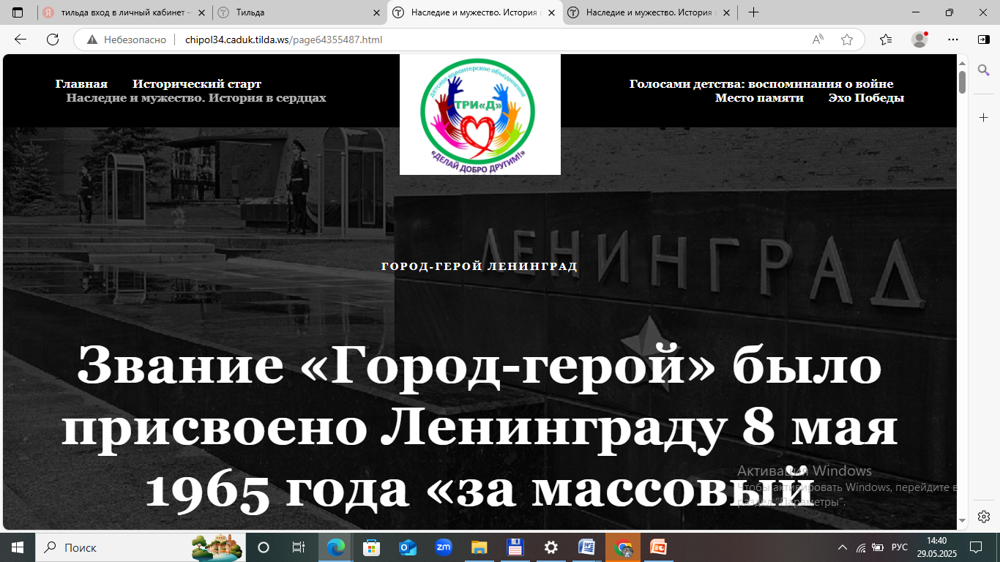 тильда вход в личный кабинет –
Тильда
Наследие и мужество. История
Наследие и мужество. История
Небезопасно
chipol34.caduk.tilda.ws/page64355487.html
Главная Исторический старт
Наследие и мужество. История в сердцах
Голосами детства: воспоминания о войне
Место памяти Эхо Победы
детское волонтерское объединение
ТРИ«Д»
«ДЕЛАЙ ДОБРО ДРУГИМ!»
ЛЕНИНГРАД
ГОРОД-ГЕРОЙ ЛЕНИНГРАД
Звание «Город-герой» было
присвоено Ленинграду 8 мая
1965 года «за массовый
Активация Windows
Чтобы активировать Windows, перейдите в
раздел "Параметры".
Поиск
zm
РУС
14:40
29.05.2025